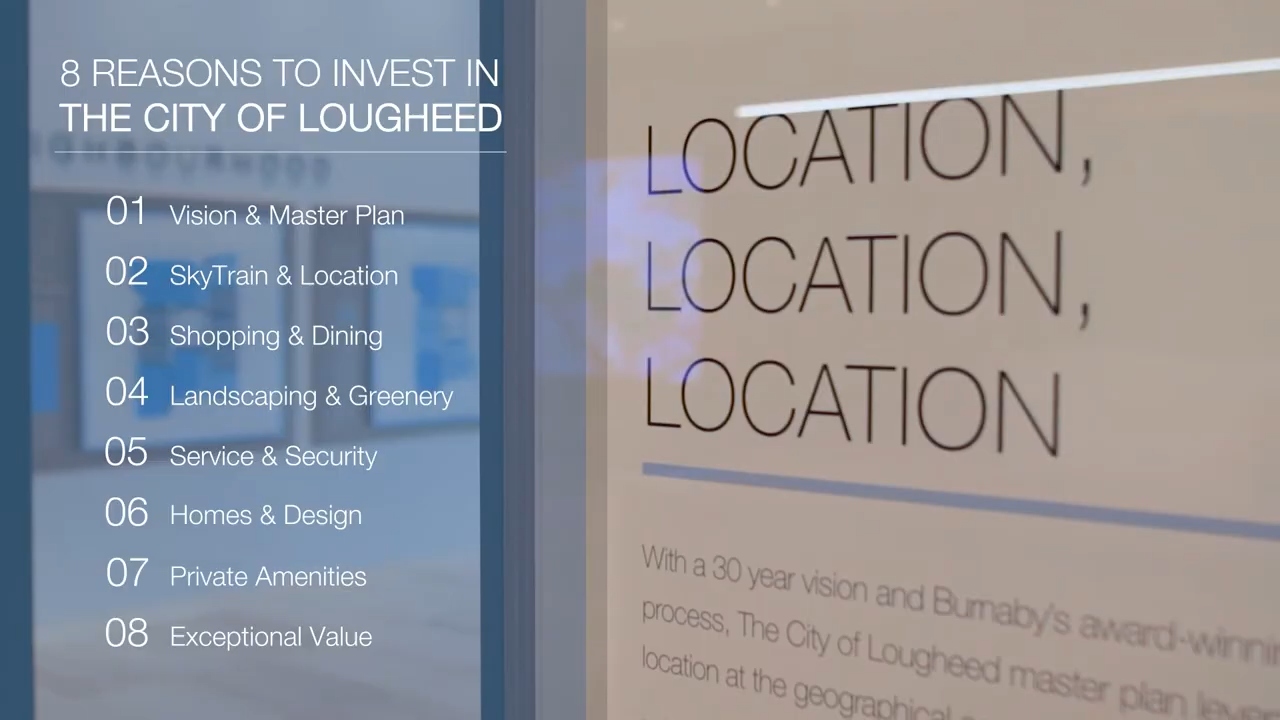 8 REASONS TO INVEST IN
THE CITY OF LOUGHEED
01 Vision & Master Plan
02 SkyTrain & Location
03 Shopping & Dining
04 Landscaping & Greenery
05 Service & Security
06 Homes & Design
07 Private Amenities
08 Exceptional Value
LOCATION,
LOCATION,
LOCATION
With a 30 year vision and Burnaby's
process, The City of Lougheed master plan
location at the geographical